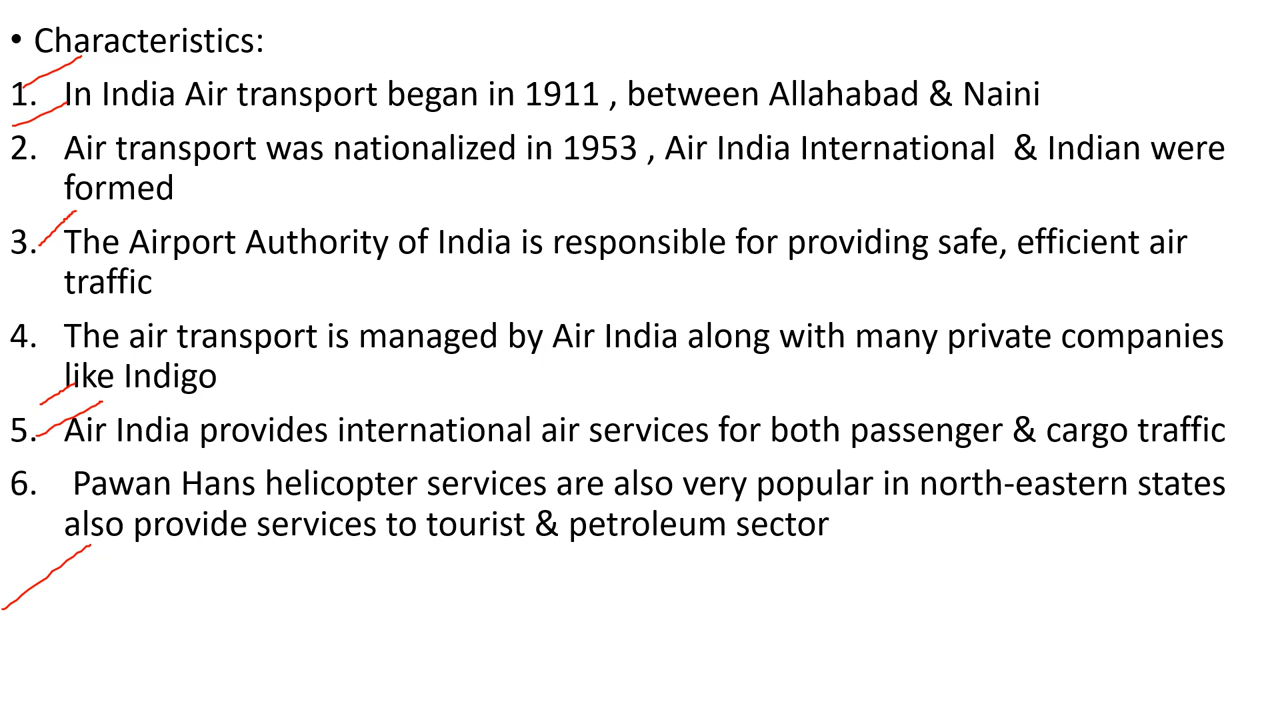 • Characteristics:
1. In India Air transport began in 1911 , between Allahabad & Naini
2. Air transport was nationalized in 1953 , Air India International & Indian were
formed
3. The Airport Authority of India is responsible for providing safe, efficient air
traffic
4. The air transport is managed by Air India along with many private companies
like Indigo
5. Air India provides international air services for both passenger & cargo traffic
6. Pawan Hans helicopter services are also very popular in north-eastern states
also provide services to tourist & petroleum sector